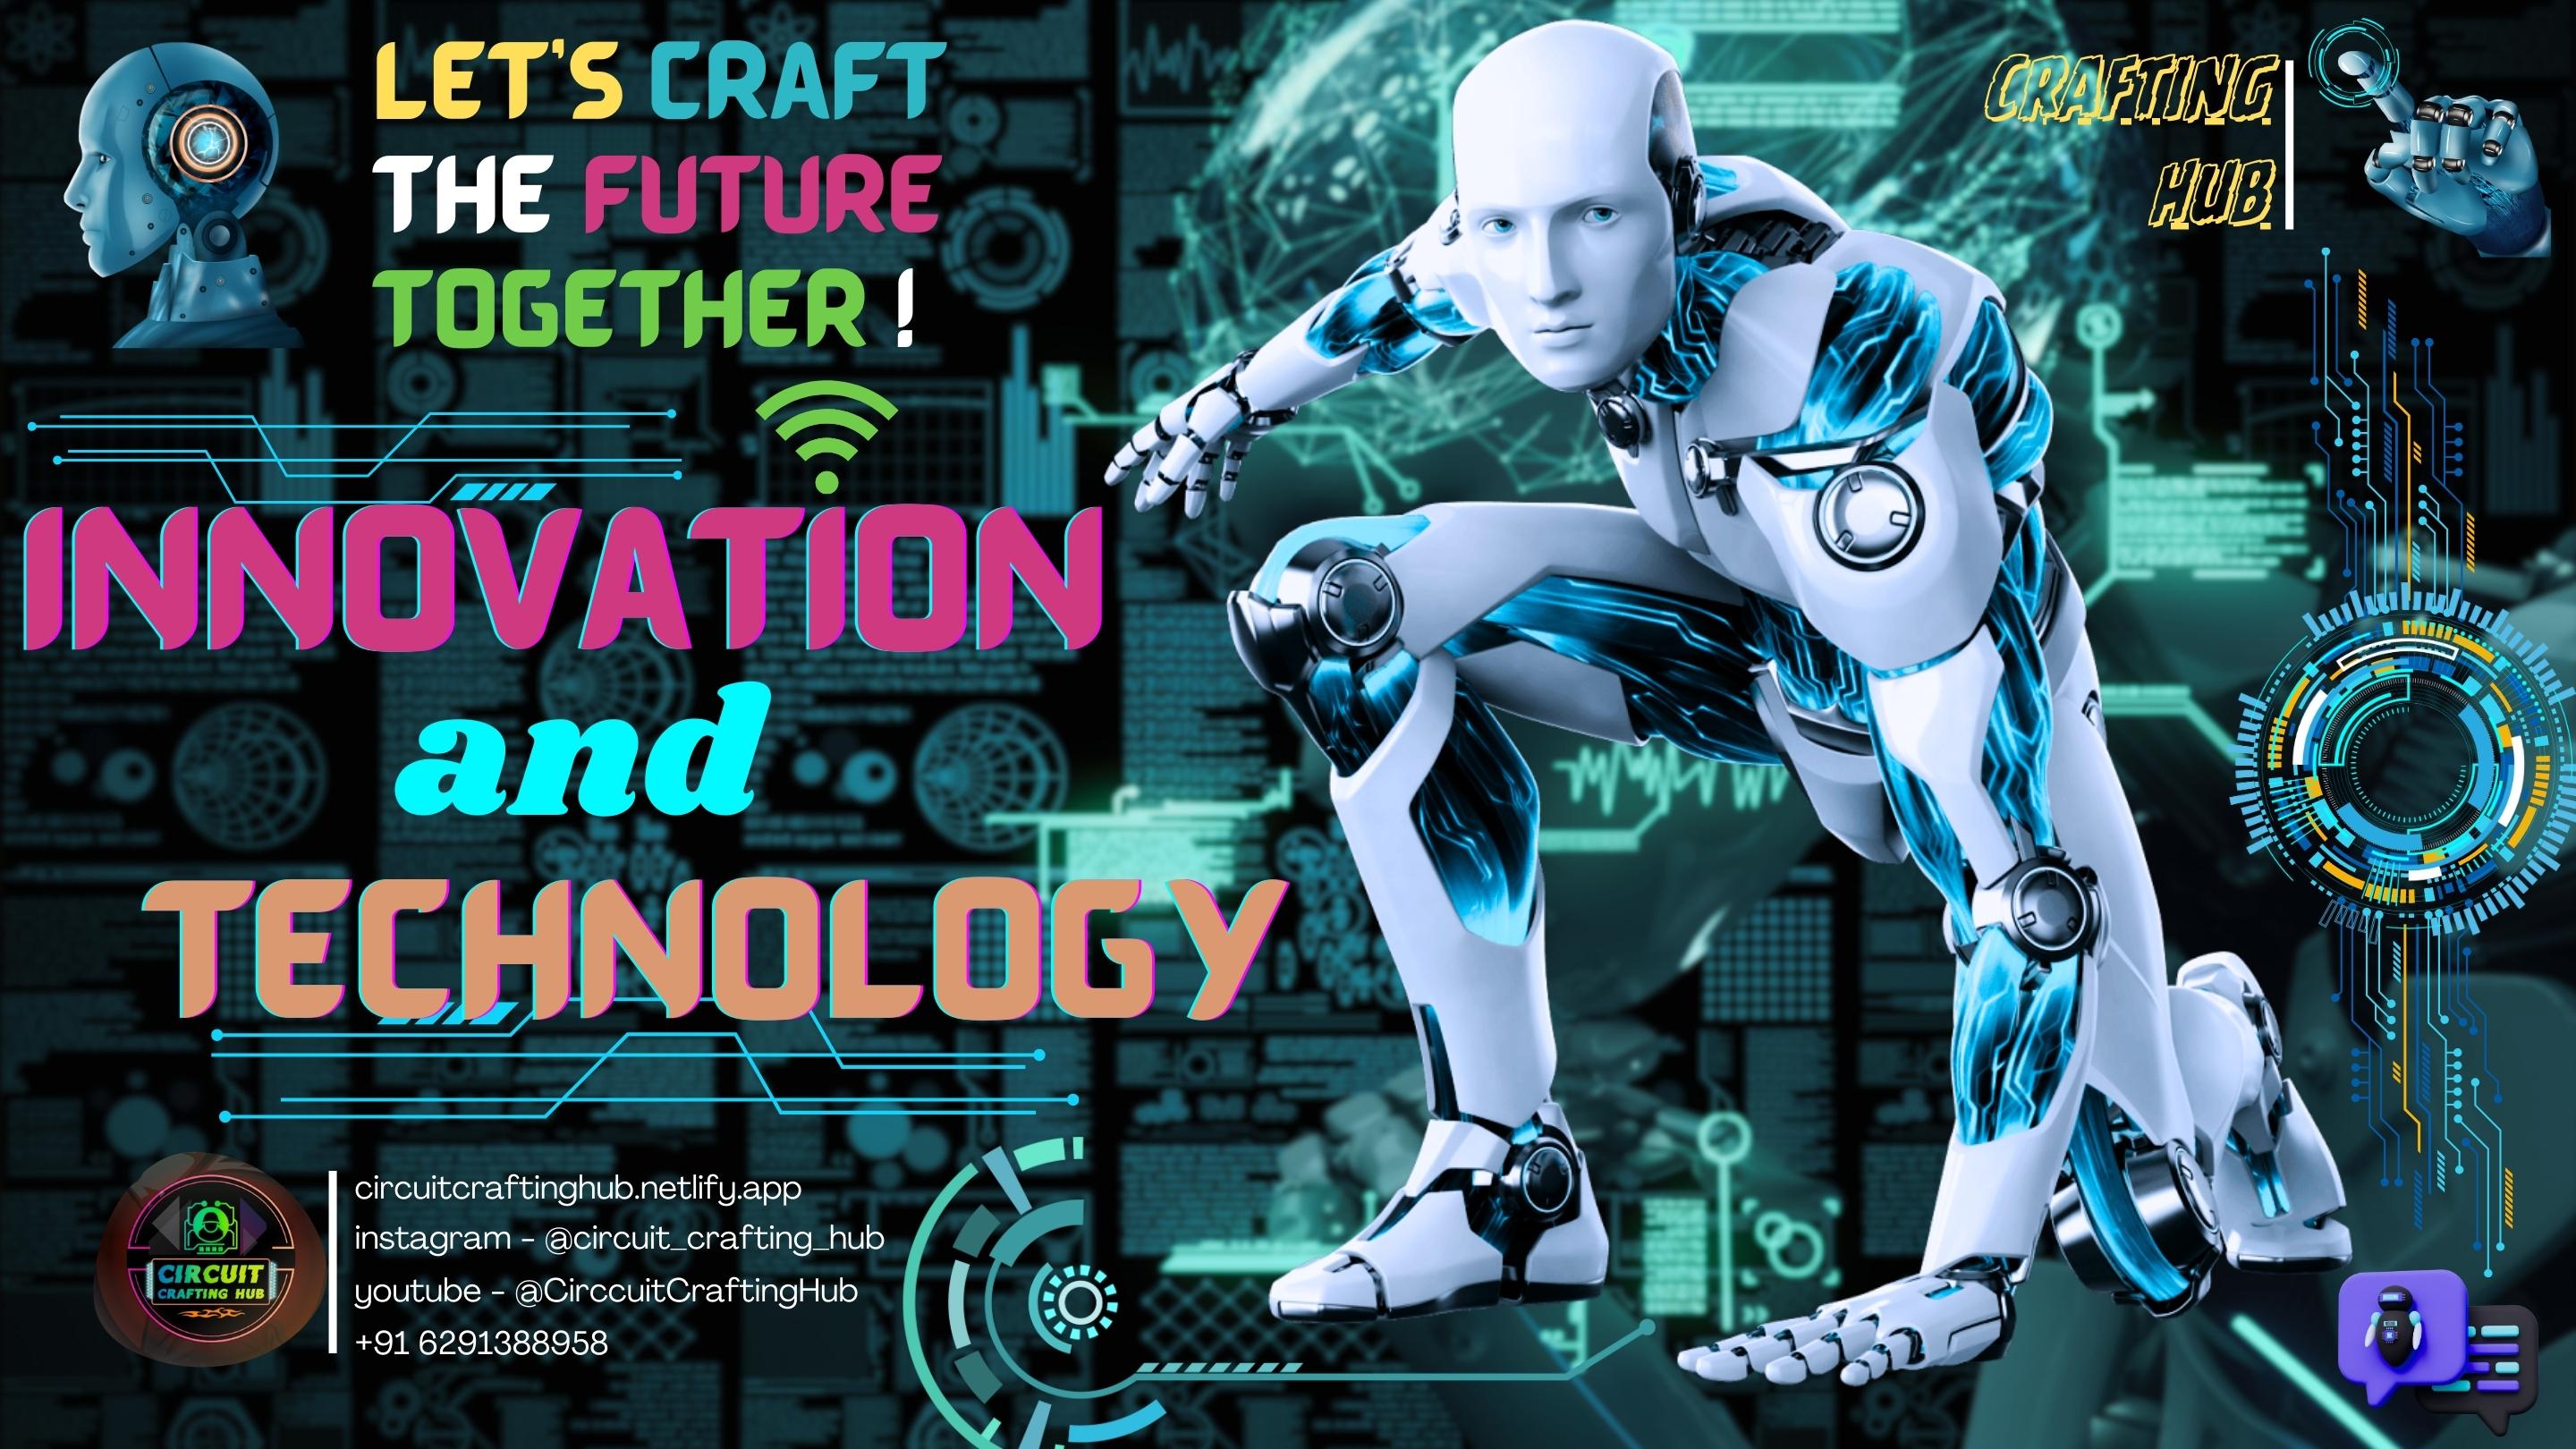 LET'S CRAFT
THE FUTURE
TOGETHER !
CRAFTING
HUB
INNOVATION
and
TECHNOLOGY
CIRCUIT
CRAFTING HUB
circuitcraftinghub.netlify.app
instagram - @circuit_crafting_hub
youtube - @CirccuitCraftingHub
+91 6291388958